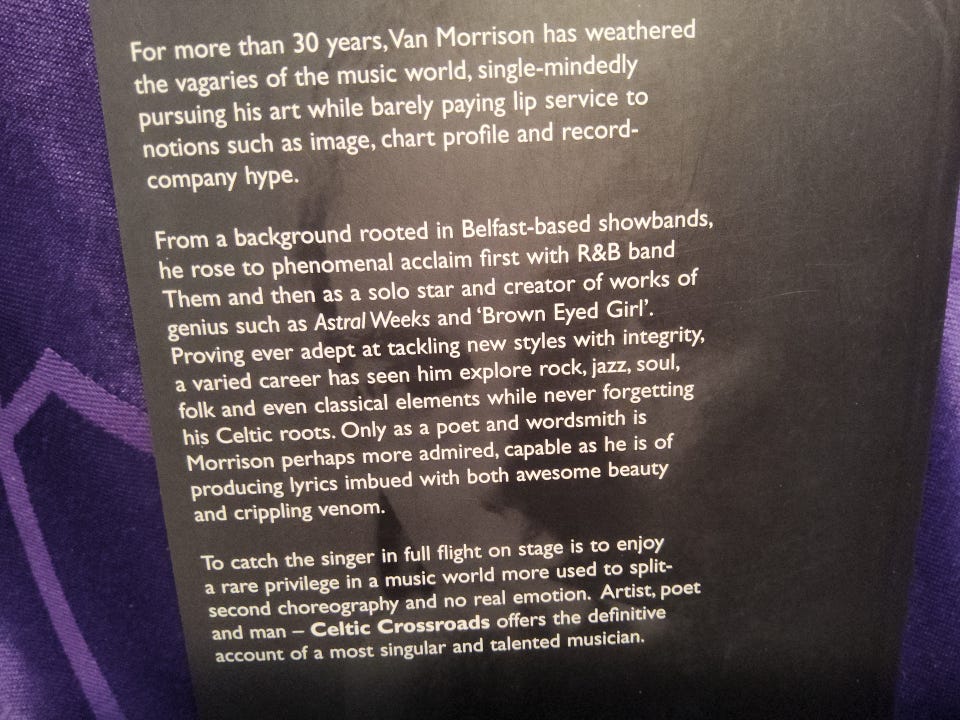 For more than 30 years, Van Morrison has weathered
the vagaries of the music world, single-mindedly
pursuing his art while barely paying lip service to
notions such as image, chart profile and record-
company hype.
From a background rooted in Belfast-based showbands,
he rose to phenomenal acclaim first with R&B band
Them and then as a solo star and creator of works of
genius such as Astral Weeks and ‘Brown Eyed Girl’.
Proving ever adept at tackling new styles with integrity,
a varied career has seen him explore rock, jazz, soul,
folk and even classical elements while never forgetting
his Celtic roots. Only as a poet and wordsmith is
Morrison perhaps more admired, capable as he is of
producing lyrics imbued with both awesome beauty
and crippling venom.
To catch the singer in full flight on stage is to enjoy
a rare privilege in a music world more used to split-
second choreography and no real emotion. Artist, poet
and man – Celtic Crossroads offers the definitive
account of a most singular and talented musician.